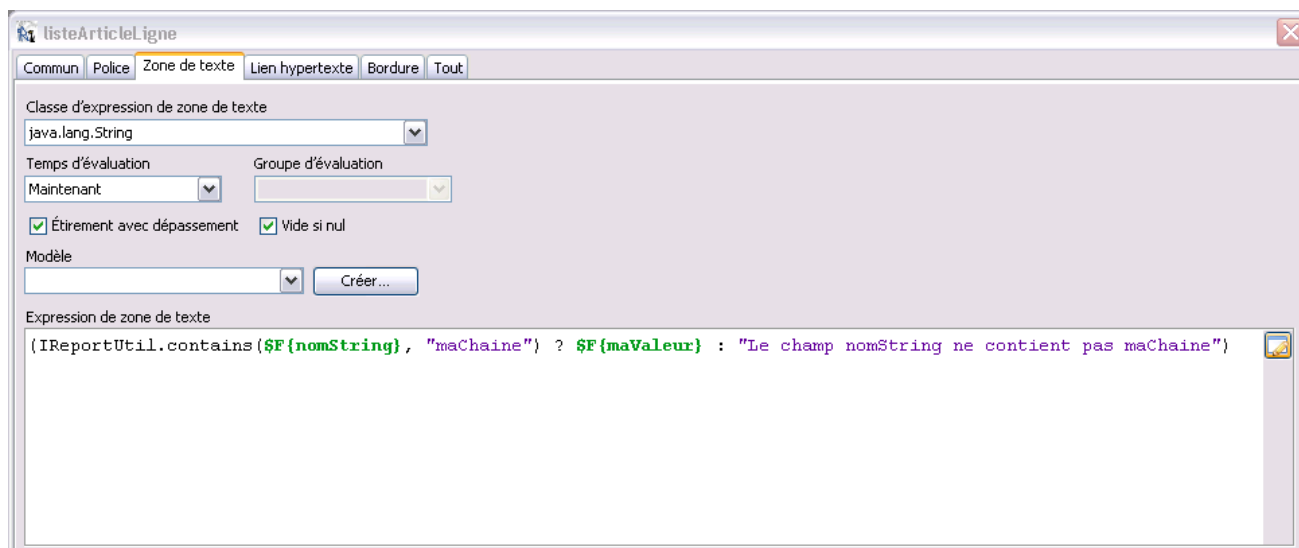 listeArticleLigne
Commun Police Zone de texte Lien hypertexte Bordure Tout
Classe d'expression de zone de texte
java.lang.String
Temps d'évaluation Groupe d'évaluation
Maintenant
Étirement avec dépassement Vide si nul
Modèle
Créer...
Expression de zone de texte
(IReportUtil.contains($F{nomString}, "maChaine") ? $F{maValeur} : "Le champ nomString ne contient pas maChaine")